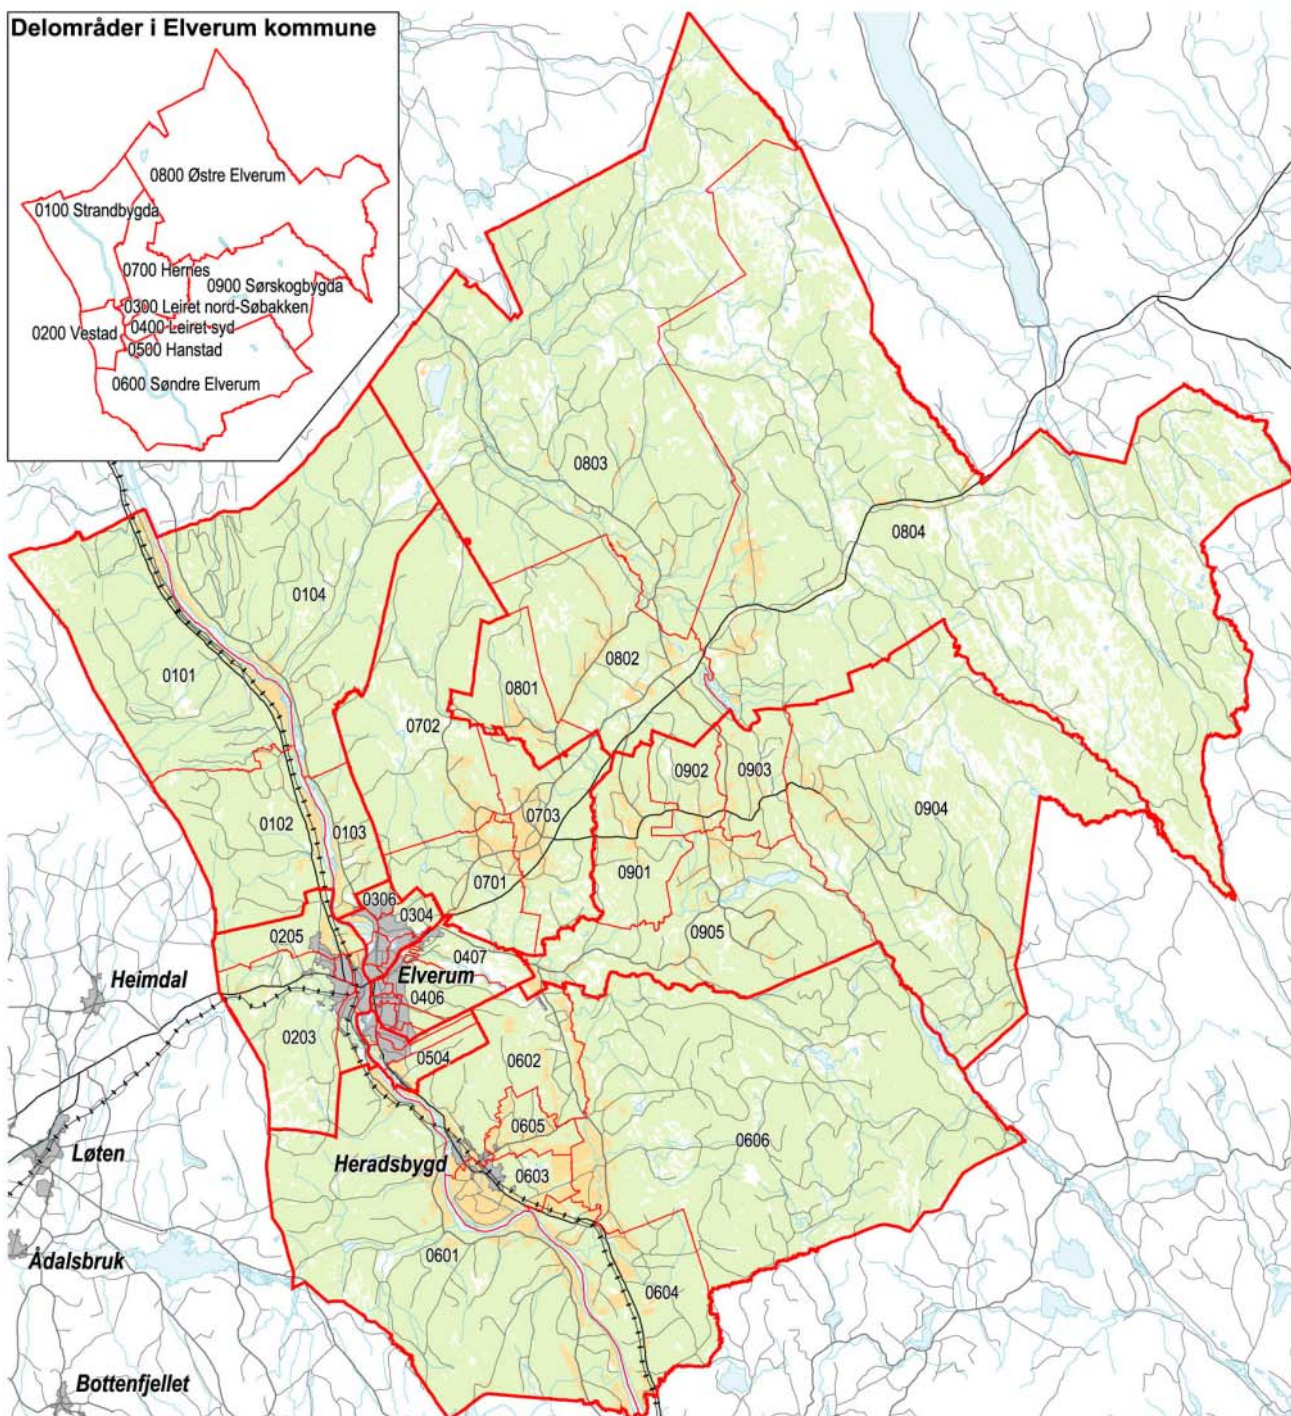 Delområder i Elverum kommune
0800 Østre Elverum
0100 Strandbygda
0700 Hernes
0900 Sørskogbygda
0300 Leiret nord-Søbakken
0400 Leiret syd
0200 Vestad
0500 Hanstad
0600 Søndre Elverum
0803
0804
0104
0101
0802
0801
0702
0902
0903
0904
0703
0102
0103
0701
0901
0306
0304
0205
0905
0407
Heimdal
Elverum
0406
0203
0504
0602
0605
0606
Løten
Heradsbygd
0603
0601
Ådalsbruk
0604
Bottenfjellet